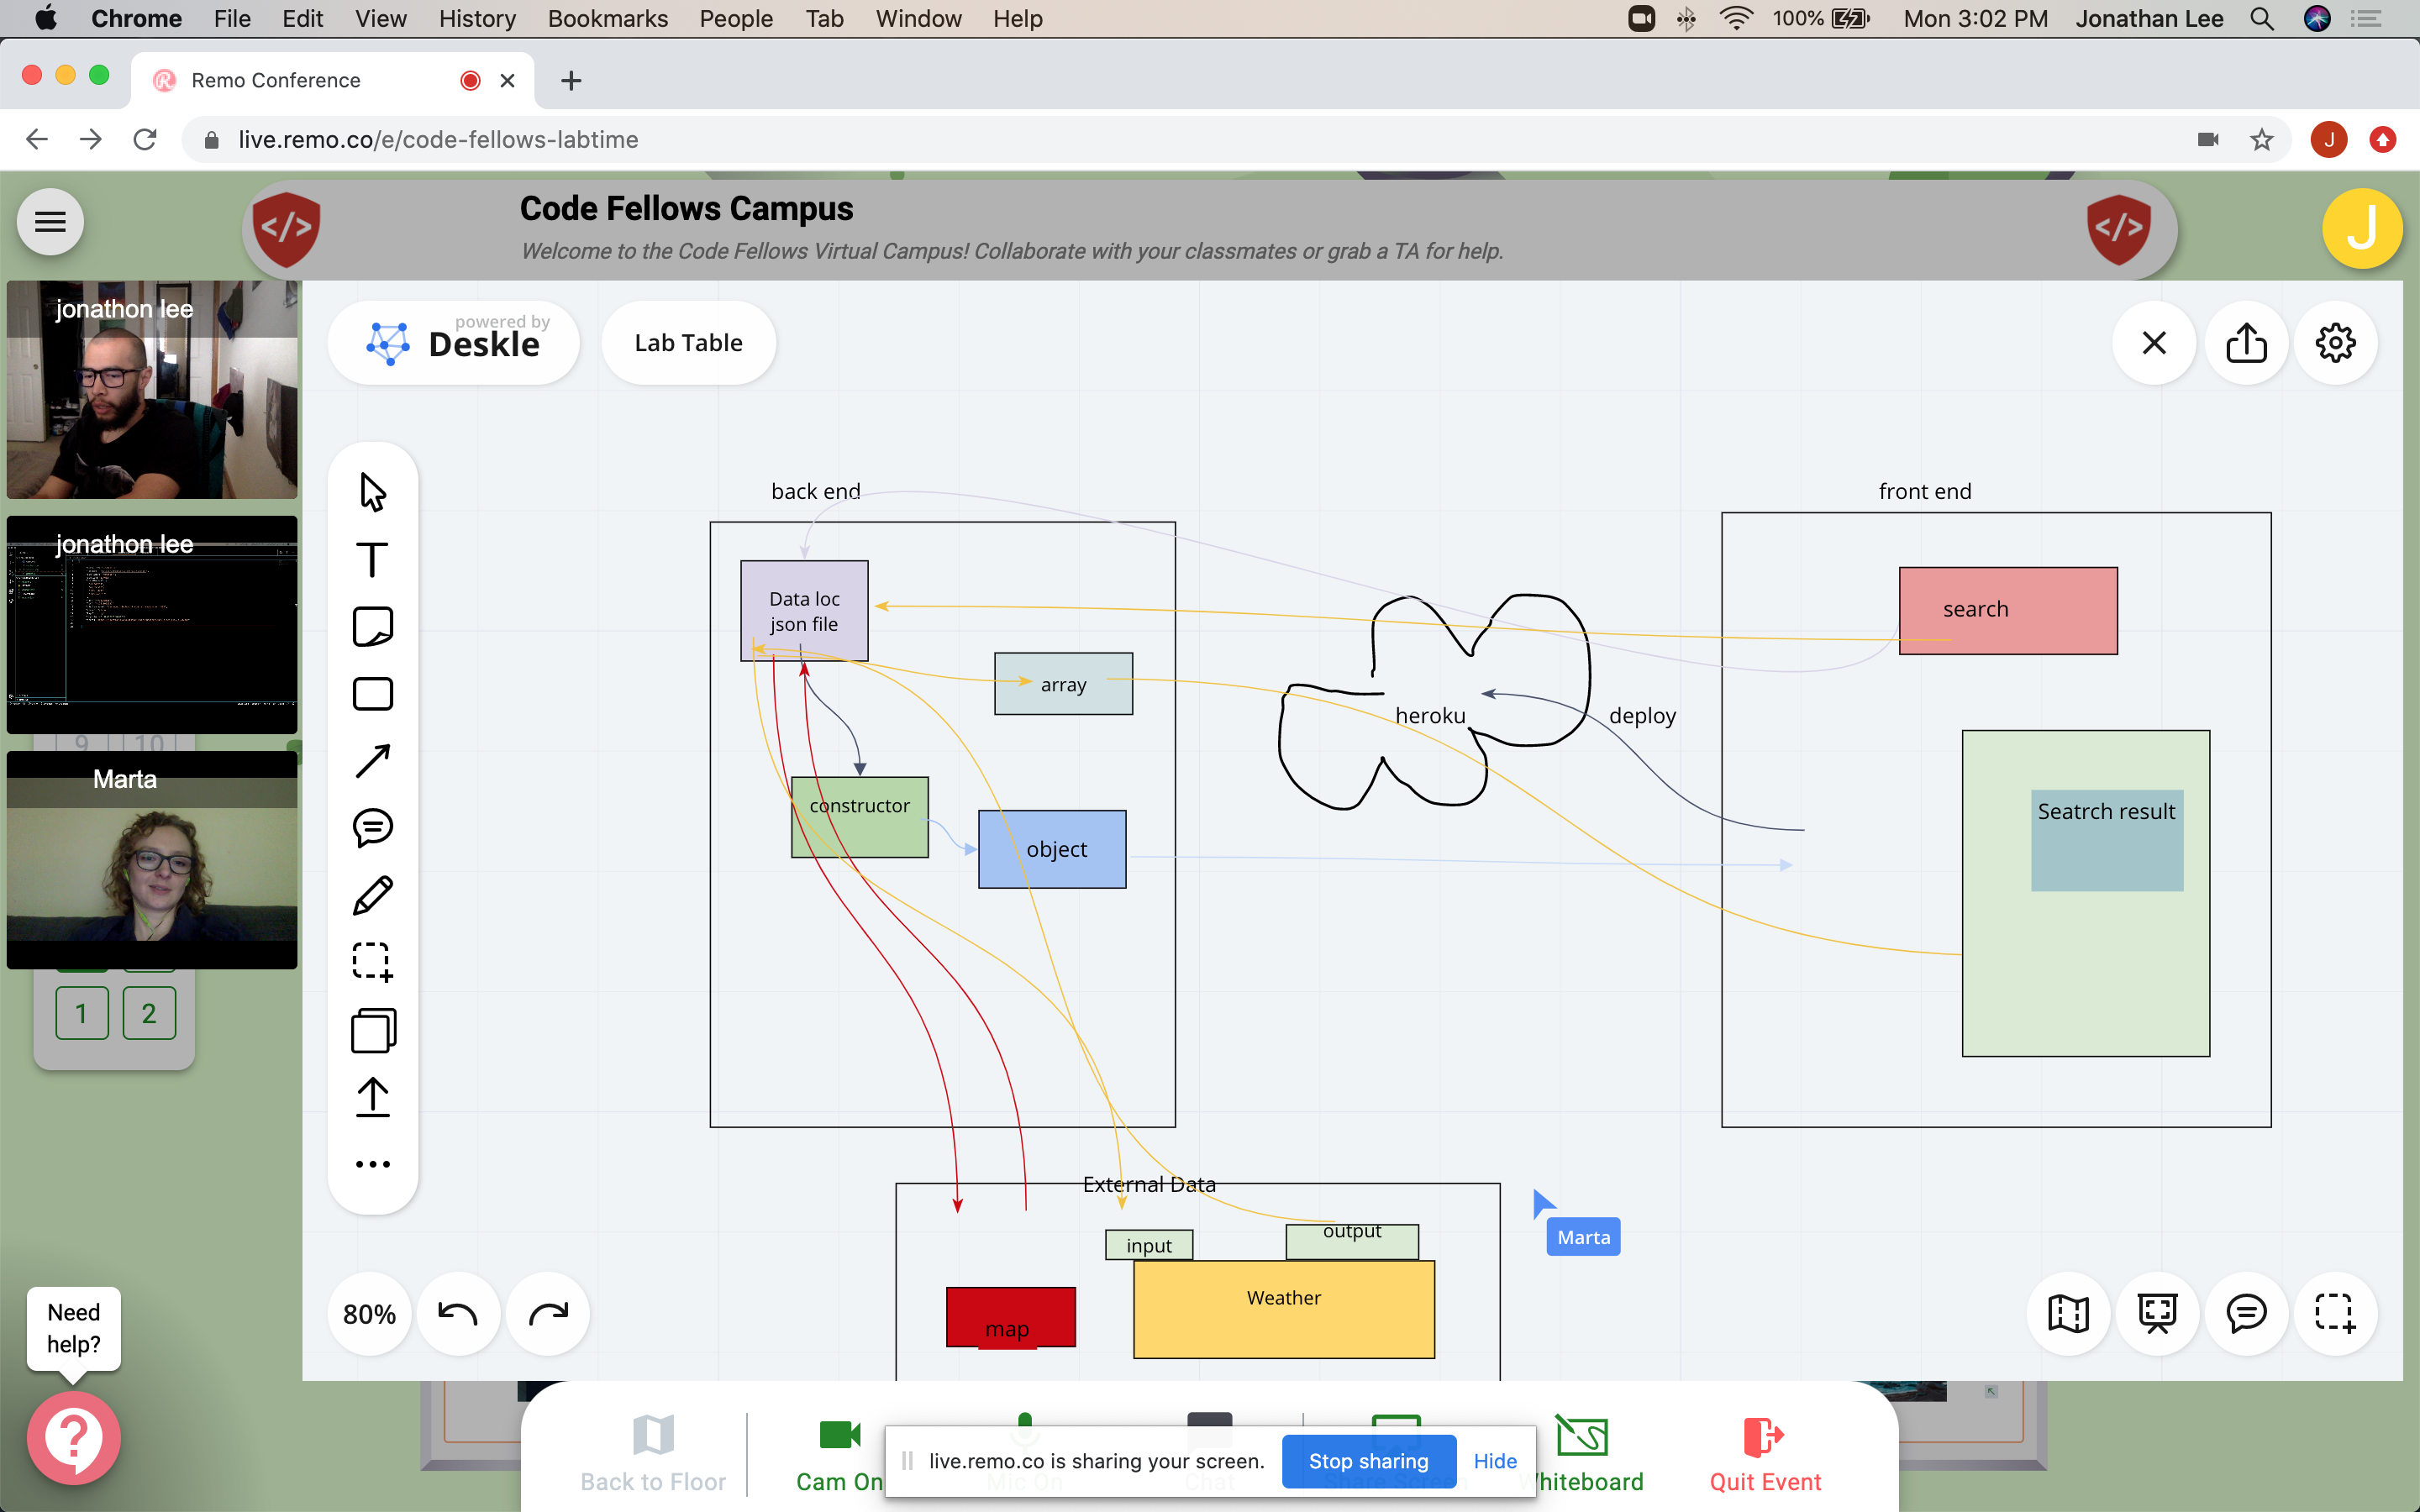 Chrome File Edit View History Bookmarks People Tab Window Help 100% Mon 3:02 PM Jonathan Lee
Remo Conference
live.remo.co/e/code-fellows-labtime
J
Code Fellows Campus
Welcome to the Code Fellows Virtual Campus! Collaborate with your classmates or grab a TA for help.
J
jonathon lee
powered by
Deskle
Lab Table
back end
front end
jonathon lee
Data loc
json file
search
array
heroku
deploy
9 10
Marta
constructor
Seatrch result
object
1 2
External Data
input
output
Marta
Weather
map
80%
Need
help?
live.remo.co is sharing your screen.
Stop sharing
Hide
Back to Floor
Cam On
Mic On
Chat
Share Screen
Whiteboard
Quit Event